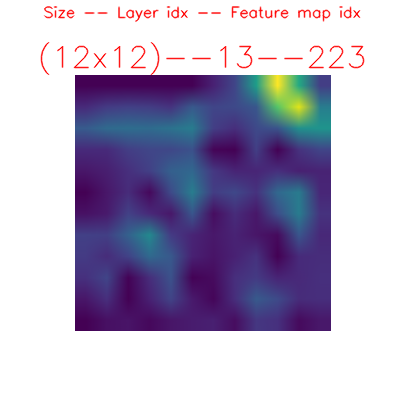 Size -- Layer idx -- Feature map idx
(12x12)--13--223